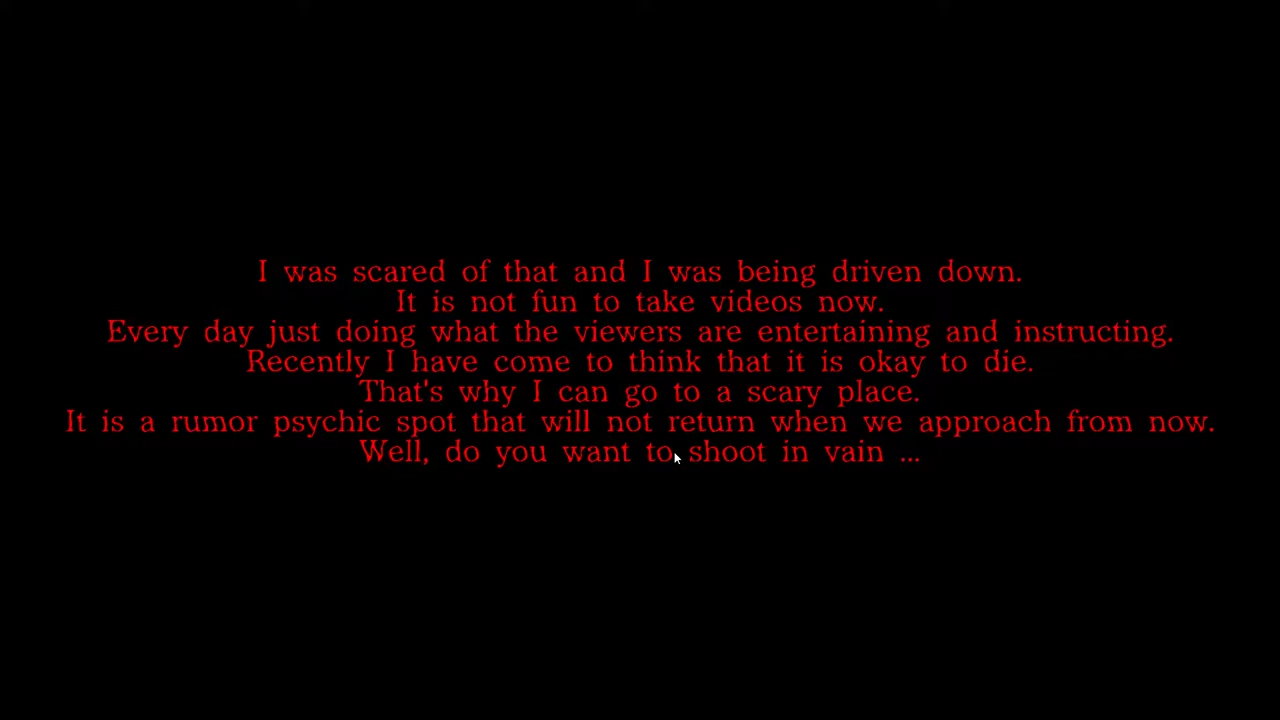 I was scared of that and I was being driven down.
It is not fun to take videos now.
Every day just doing what the viewers are entertaining and instructing.
Recently I have come to think that it is okay to die.
That's why I can go to a scary place.
It is a rumor psychic spot that will not return when we approach from now.
Well, do you want to shoot in vain ...